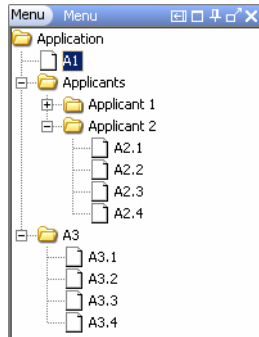 Menu Menu
Application
A1
Applicants
Applicant 1
Applicant 2
A2.1
A2.2
A2.3
A2.4
A3
A3.1
A3.2
A3.3
A3.4